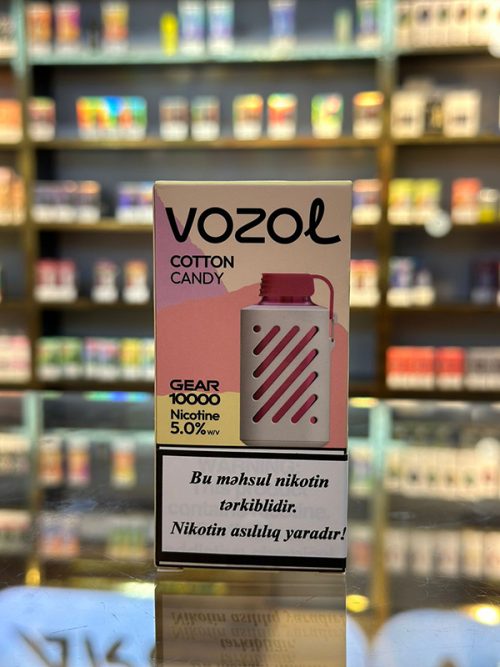 VOZOL
COTTON
CANDY
GEAR
10000
Nicotine
5.0% w/v
Bu məhsul nikotin
tərkiblidir.
Nikotin asılılıq yaradır!